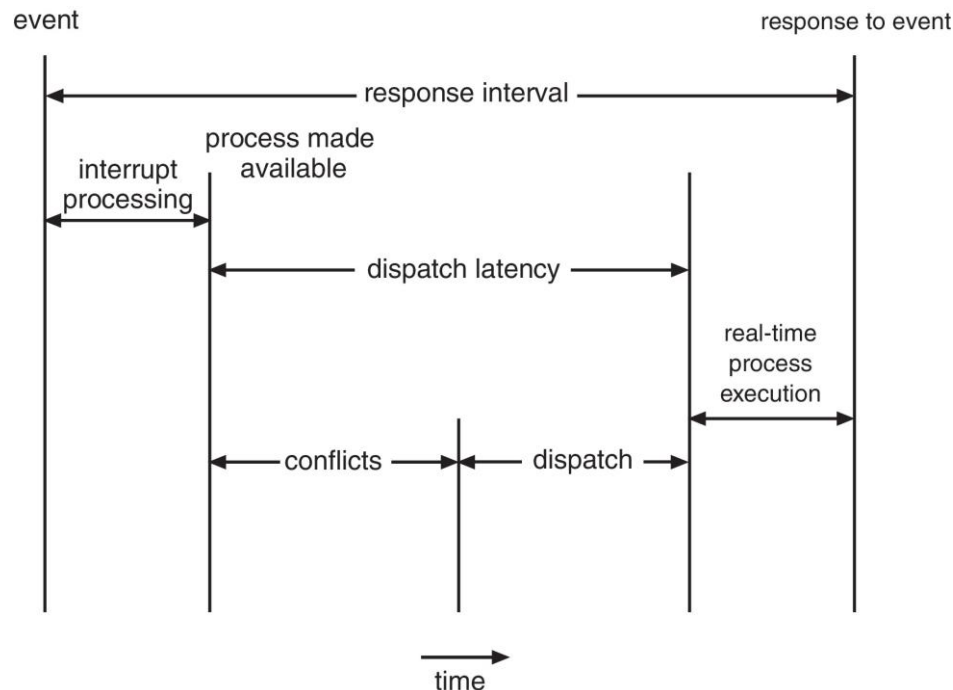 event
response to event
response interval
process made
available
interrupt
processing
dispatch latency
real-time
process
execution
conflicts
dispatch
time